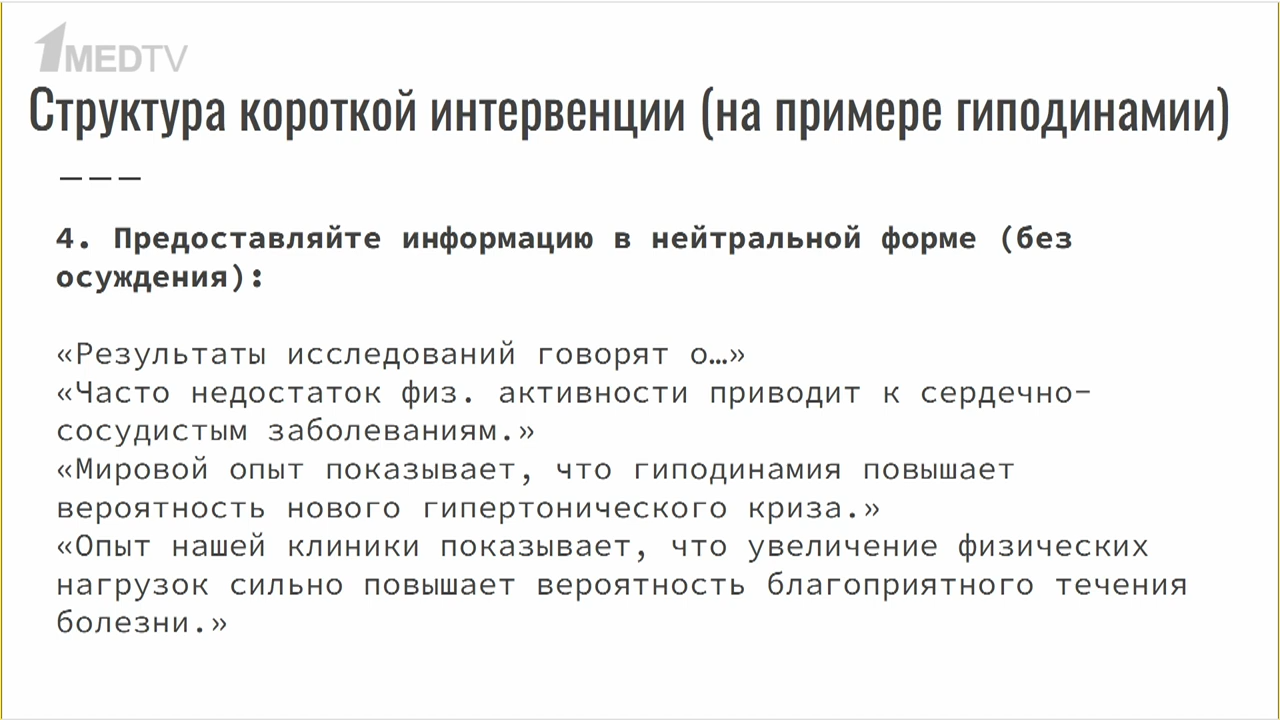 1MEDTV
Структура короткой интервенции (на примере гиподинамии)
———
4. Предоставляйте информацию в нейтральной форме (без
осуждения):
«Результаты исследований говорят о…»
«Часто недостаток физ. активности приводит к сердечно-
сосудистым заболеваниям.»
«Мировой опыт показывает, что гиподинамия повышает
вероятность нового гипертонического криза.»
«Опыт нашей клиники показывает, что увеличение физических
нагрузок сильно повышает вероятность благоприятного течения
болезни.»